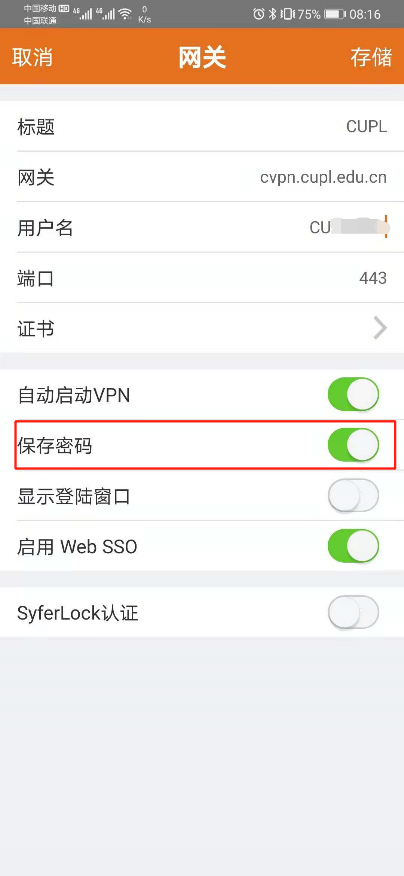 中国移动 HD 4G 4G 0 75% 08:16
中国联通 K/s
取消 网关 存储
标题 CUPL
网关 cvpn.cupl.edu.cn
用户名 CU
端口 443
证书
自动启动VPN
保存密码
显示登陆窗口
启用 Web SSO
SyferLock认证